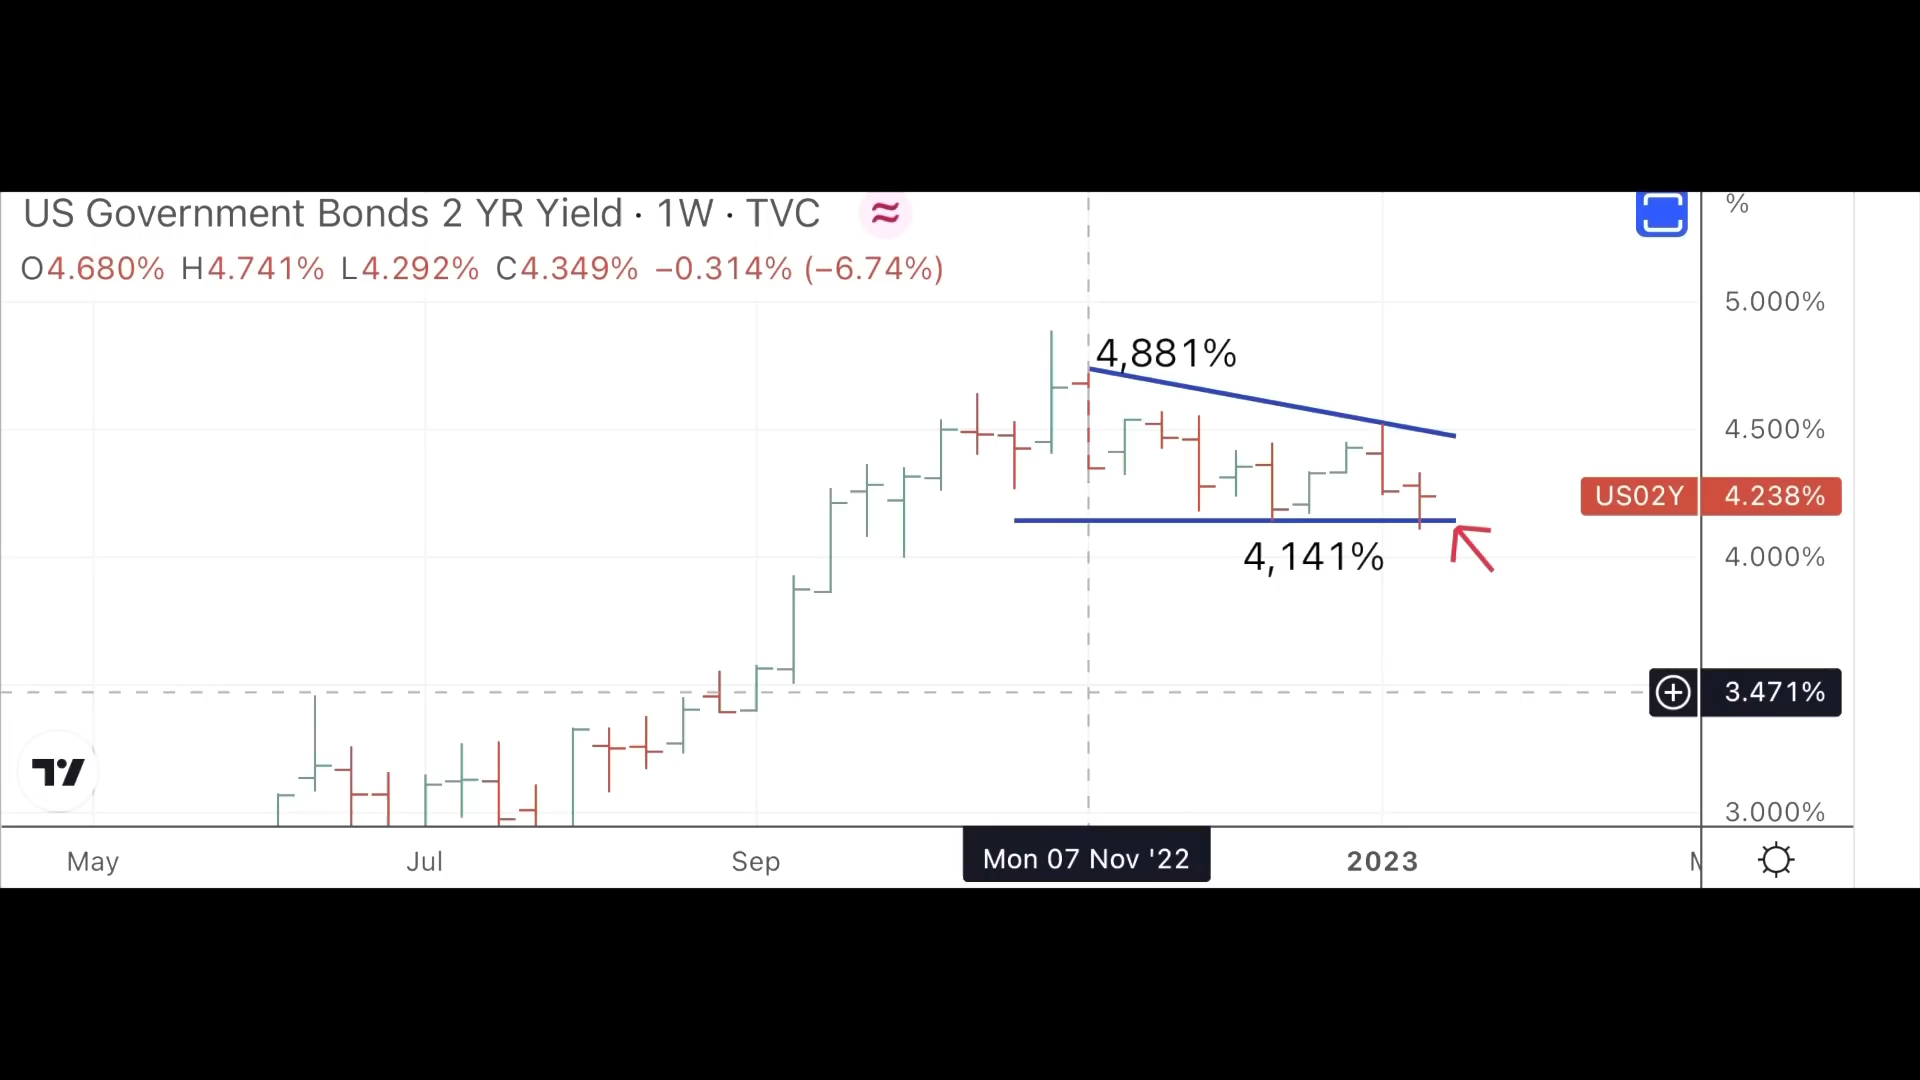 US Government Bonds 2 YR Yield · 1W · TVC
%
O4.680% H4.741% L4.292% C4.349% −0.314% (−6.74%)
5.000%
4,881%
4.500%
US02Y 4.238%
4,141%
4.000%
3.471%
3.000%
May Jul Sep Mon 07 Nov '22 2023